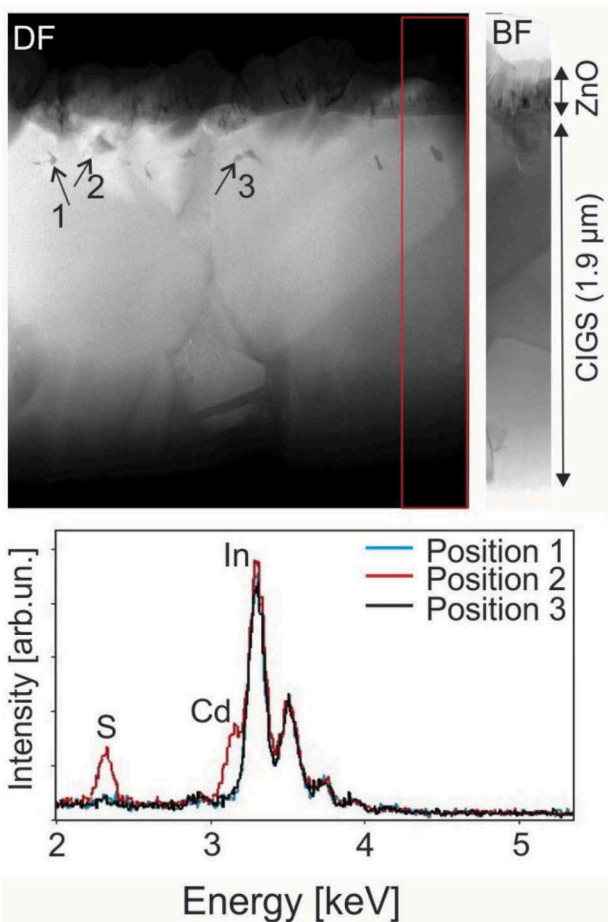 DF
BF
1
2
3
ZnO
CIGS (1.9 µm)
Intensity [arb.un.]
In
Cd
S
Position 1
Position 2
Position 3
2
3
4
5
Energy [keV]